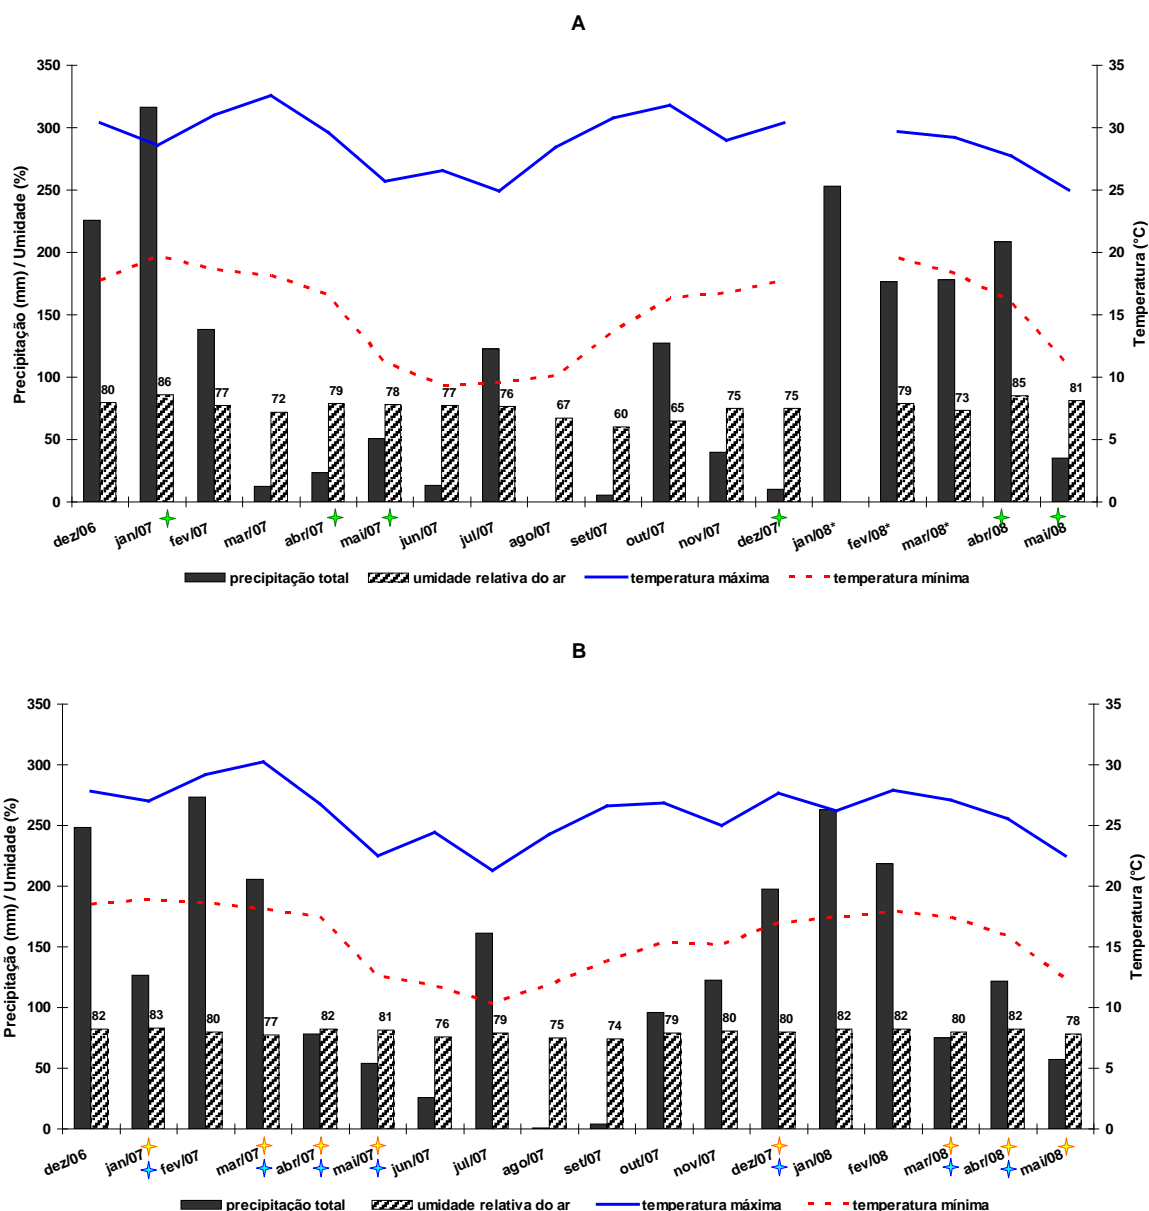 A
Precipitação (mm) / Umidade (%)
Temperatura (°C)
350
300
250
200
150
100
50
0
35
30
25
20
15
10
5
0
80
86
77
72
79
78
77
76
67
60
65
75
75
79
73
85
81
dez/06
jan/07
fev/07
mar/07
abr/07
mai/07
jun/07
jul/07
ago/07
set/07
out/07
nov/07
dez/07
jan/08*
fev/08*
mar/08*
abr/08
mai/08
precipitação total umidade relativa do ar temperatura máxima temperatura mínima
B
Precipitação (mm) / Umidade (%)
Temperatura (°C)
350
300
250
200
150
100
50
0
35
30
25
20
15
10
5
0
82
83
80
77
82
81
76
79
75
74
79
80
80
82
82
80
82
78
dez/06
jan/07
fev/07
mar/07
abr/07
mai/07
jun/07
jul/07
ago/07
set/07
out/07
nov/07
dez/07
jan/08
fev/08
mar/08
abr/08
mai/08
precipitação total umidade relativa do ar temperatura máxima temperatura mínima